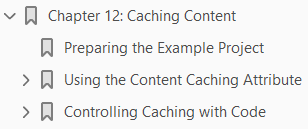 Chapter 12: Caching Content
Preparing the Example Project
Using the Content Caching Attribute
Controlling Caching with Code